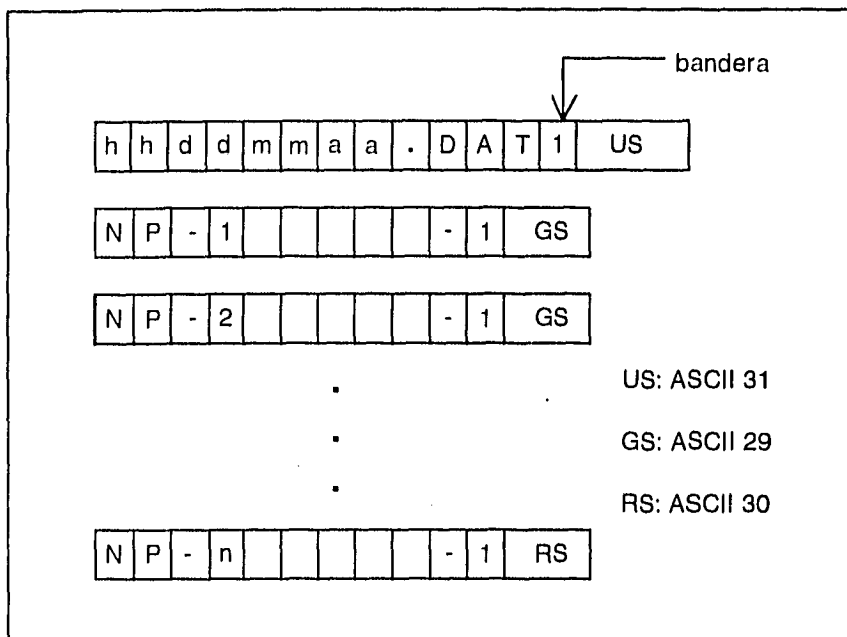 bandera
h h d d m m a a . D A T 1 US
N P - 1 - 1 GS
N P - 2 - 1 GS
US: ASCII 31
GS: ASCII 29
RS: ASCII 30
N P - n - 1 RS